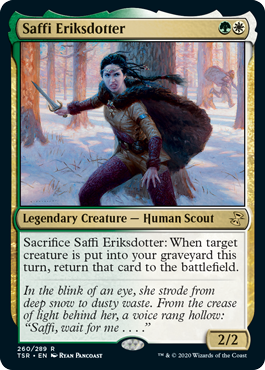 Saffi Eriksdotter
Legendary Creature — Human Scout
Sacrifice Saffi Eriksdotter: When target
creature is put into your graveyard this
turn, return that card to the battlefield.
In the blink of an eye, she strode from
deep snow to dusty waste. From the crease
of light behind her, a voice rang hollow:
"Saffi, wait for me . . . ."
2/2
260/289 R
TSR • EN Ryan Pancoast
™ & © 2020 Wizards of the Coast